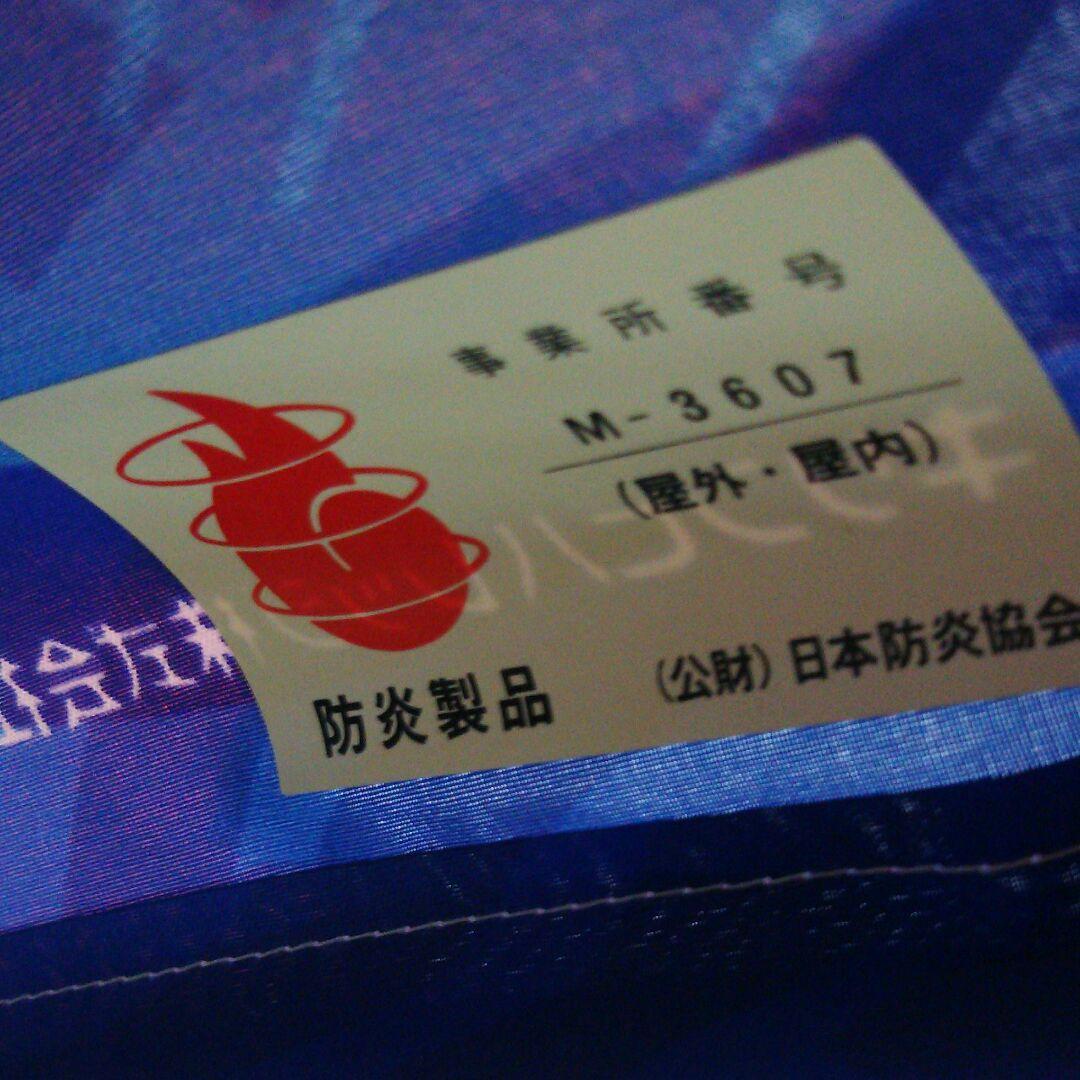 事業所番号
M-3607
(屋外・屋内)
防炎製品
(公財)日本防炎協会